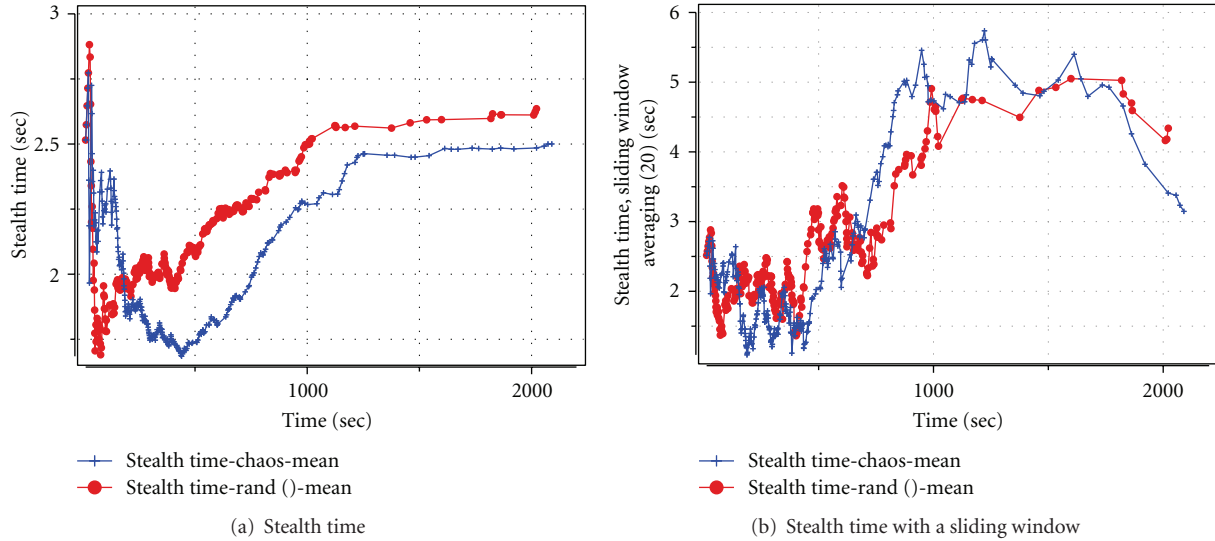 3
2.5
2
Stealth time (sec)
1000
2000
Time (sec)
Stealth time-chaos-mean
Stealth time-rand ()-mean
(a) Stealth time
6
5
4
3
2
Stealth time, sliding window
averaging (20) (sec)
1000
2000
Time (sec)
Stealth time-chaos-mean
Stealth time-rand ()-mean
(b) Stealth time with a sliding window